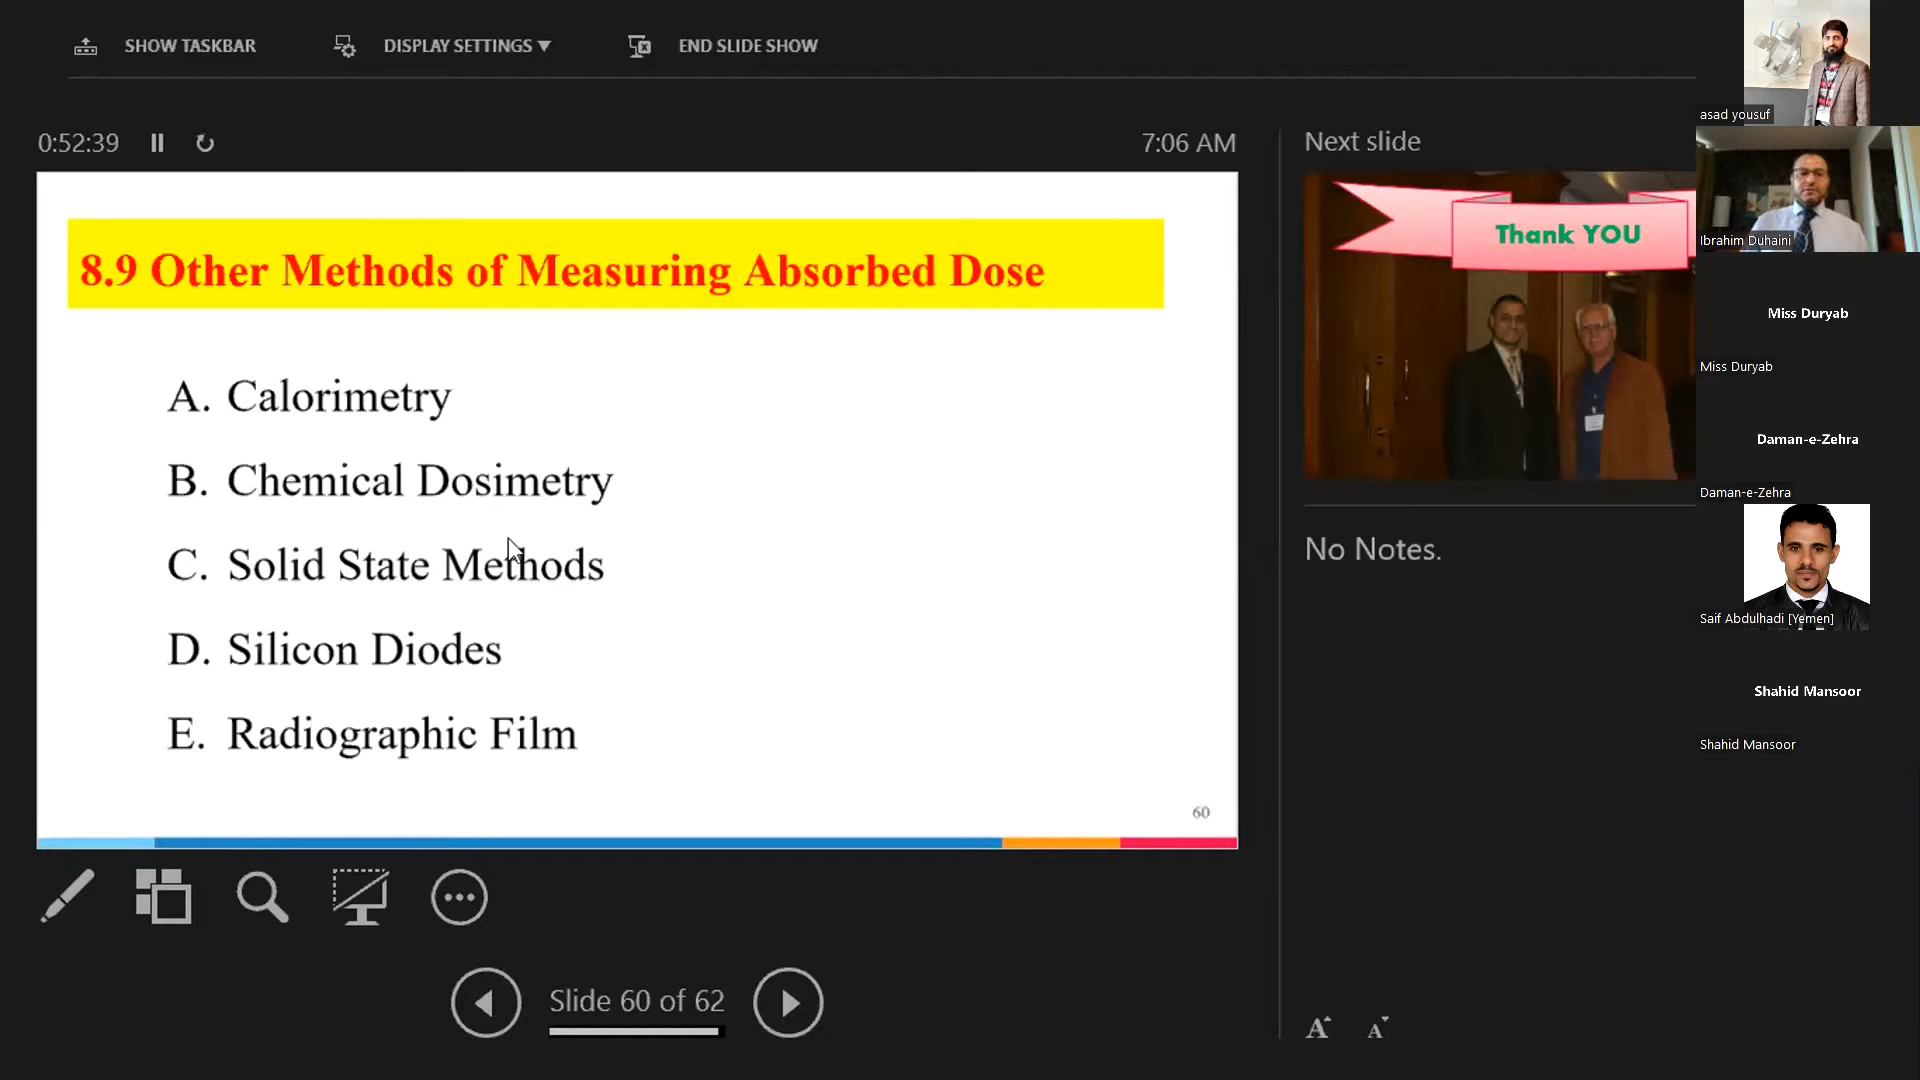 SHOW TASKBAR
DISPLAY SETTINGS ▼
END SLIDE SHOW
0:52:39
7:06 AM
8.9 Other Methods of Measuring Absorbed Dose
A. Calorimetry
B. Chemical Dosimetry
C. Solid State Methods
D. Silicon Diodes
E. Radiographic Film
60
Slide 60 of 62
Next slide
Thank YOU
No Notes.
A A
asad yousuf
Ibrahim Duhaini
Miss Duryab
Miss Duryab
Daman-e-Zehra
Daman-e-Zehra
Saif Abdulhadi [Yemen]
Shahid Mansoor
Shahid Mansoor